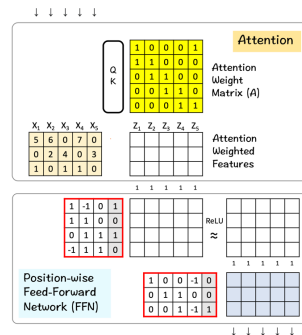 ↓ ↓ ↓ ↓ ↓
Attention
Q
K
1 0 0 0 1
1 1 0 0 0
0 1 1 0 0
0 0 1 1 0
0 0 0 1 1
Attention
Weight
Matrix (A)
X₁ X₂ X₃ X₄ X₅
5 6 0 7 0
0 2 4 0 3
1 0 1 1 0
Z₁ Z₂ Z₃ Z₄ Z₅
Attention
Weighted
Features
1 1 1 1 1
1 -1 0 1
1 1 0 0
0 1 1 1
-1 1 1 0
ReLU
≈
1 1 1 1 1
Position-wise
Feed-Forward
Network (FFN)
1 0 0 -1 0
0 1 1 0 0
0 0 1 -1 1
↓ ↓ ↓ ↓ ↓